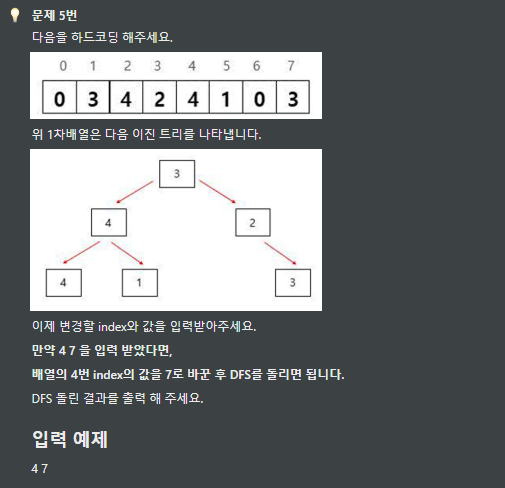 문제 5번
다음을 하드코딩 해주세요.
0 1 2 3 4 5 6 7
0 3 4 2 4 1 0 3
위 1차배열은 다음 이진 트리를 나타냅니다.
3
4 2
4 1 3
이제 변경할 index와 값을 입력받아주세요.
만약 4 7 을 입력 받았다면,
배열의 4번 index의 값을 7로 바꾼 후 DFS를 돌리면 됩니다.
DFS 돌린 결과를 출력 해 주세요.
입력 예제
4 7